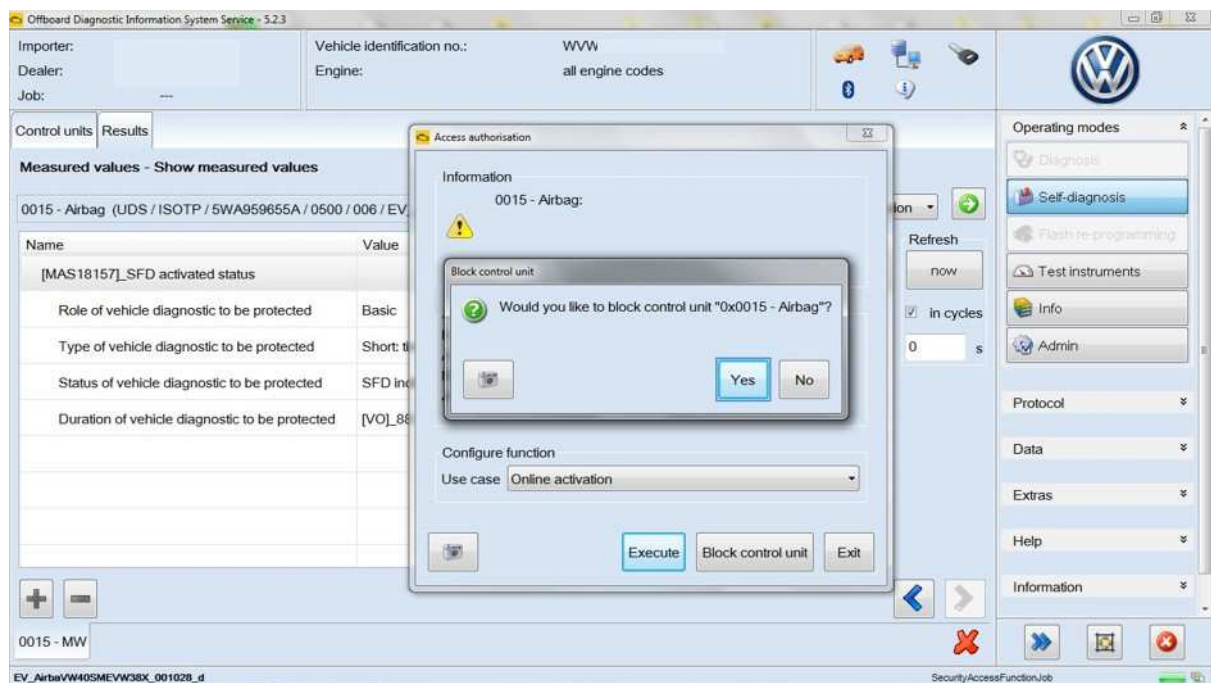 Offboard Diagnostic Information System Service - 5.2.3
Importer:
Dealer:
Job: ---
Vehicle identification no.: WVW
Engine: all engine codes
Control units Results
Measured values - Show measured values
0015 - Airbag (UDS / ISOTP / 5WA959655A / 0500 / 006 / EV
Name Value
[MAS18157]_SFD activated status
Role of vehicle diagnostic to be protected Basic
Type of vehicle diagnostic to be protected Short: ti
Status of vehicle diagnostic to be protected SFD ind
Duration of vehicle diagnostic to be protected [VO]_88
Access authorisation
Information
0015 - Airbag:
Block control unit
Would you like to block control unit "0x0015 - Airbag"?
Yes No
Configure function
Use case Online activation
Execute Block control unit Exit
ion
Refresh
now
in cycles
0 s
Operating modes
Diagnosis
Self-diagnosis
Flash re-programming
Test instruments
Info
Admin
Protocol
Data
Extras
Help
Information
0015 - MW
EV_AirbaVW40SMEVW38X_001028_d
SecurityAccessFunctionJob